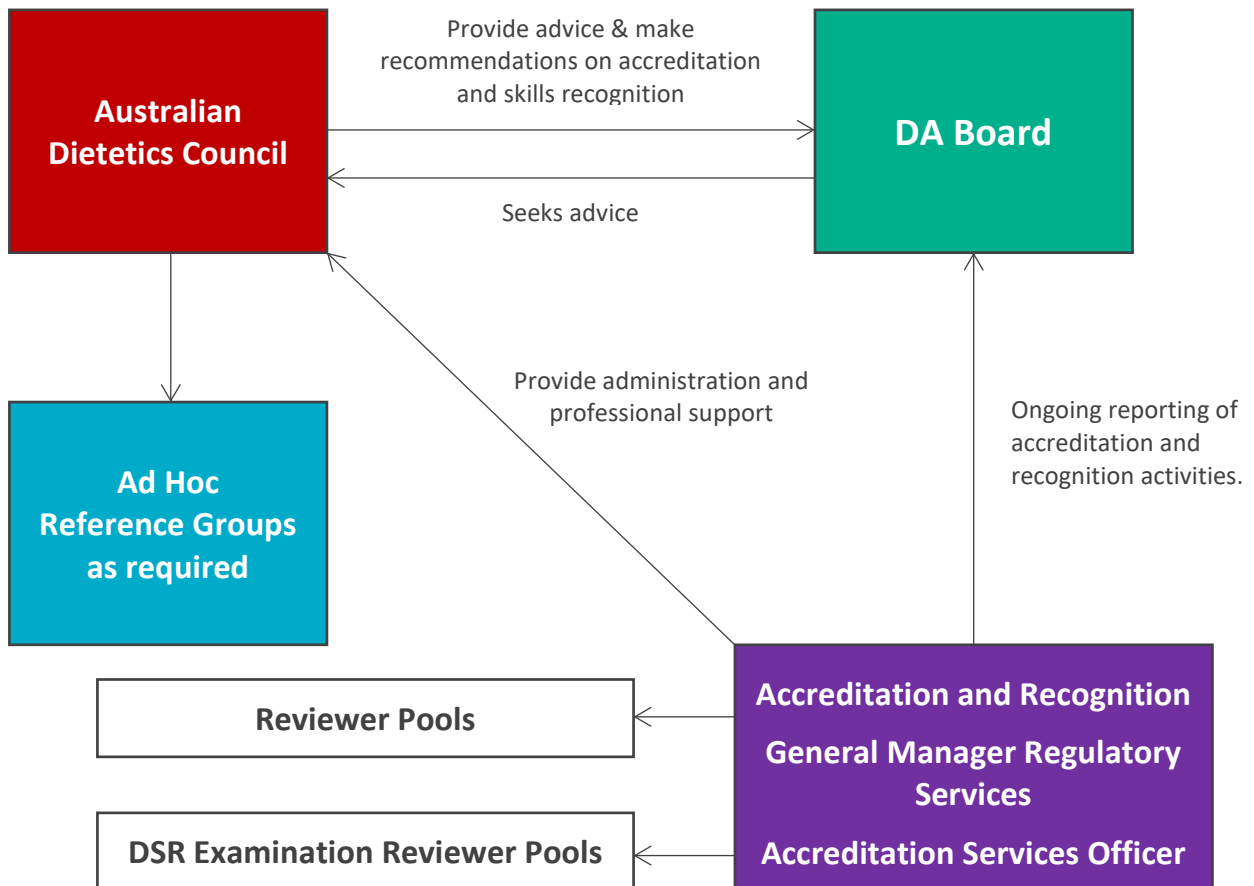 Provide advice & make
recommendations on accreditation
and skills recognition
Australian
Dietetics Council
DA Board
Seeks advice
Provide administration and
professional support
Ongoing reporting of
accreditation and
recognition activities.
Ad Hoc
Reference Groups
as required
Reviewer Pools
DSR Examination Reviewer Pools
Accreditation and Recognition
General Manager Regulatory
Services
Accreditation Services Officer